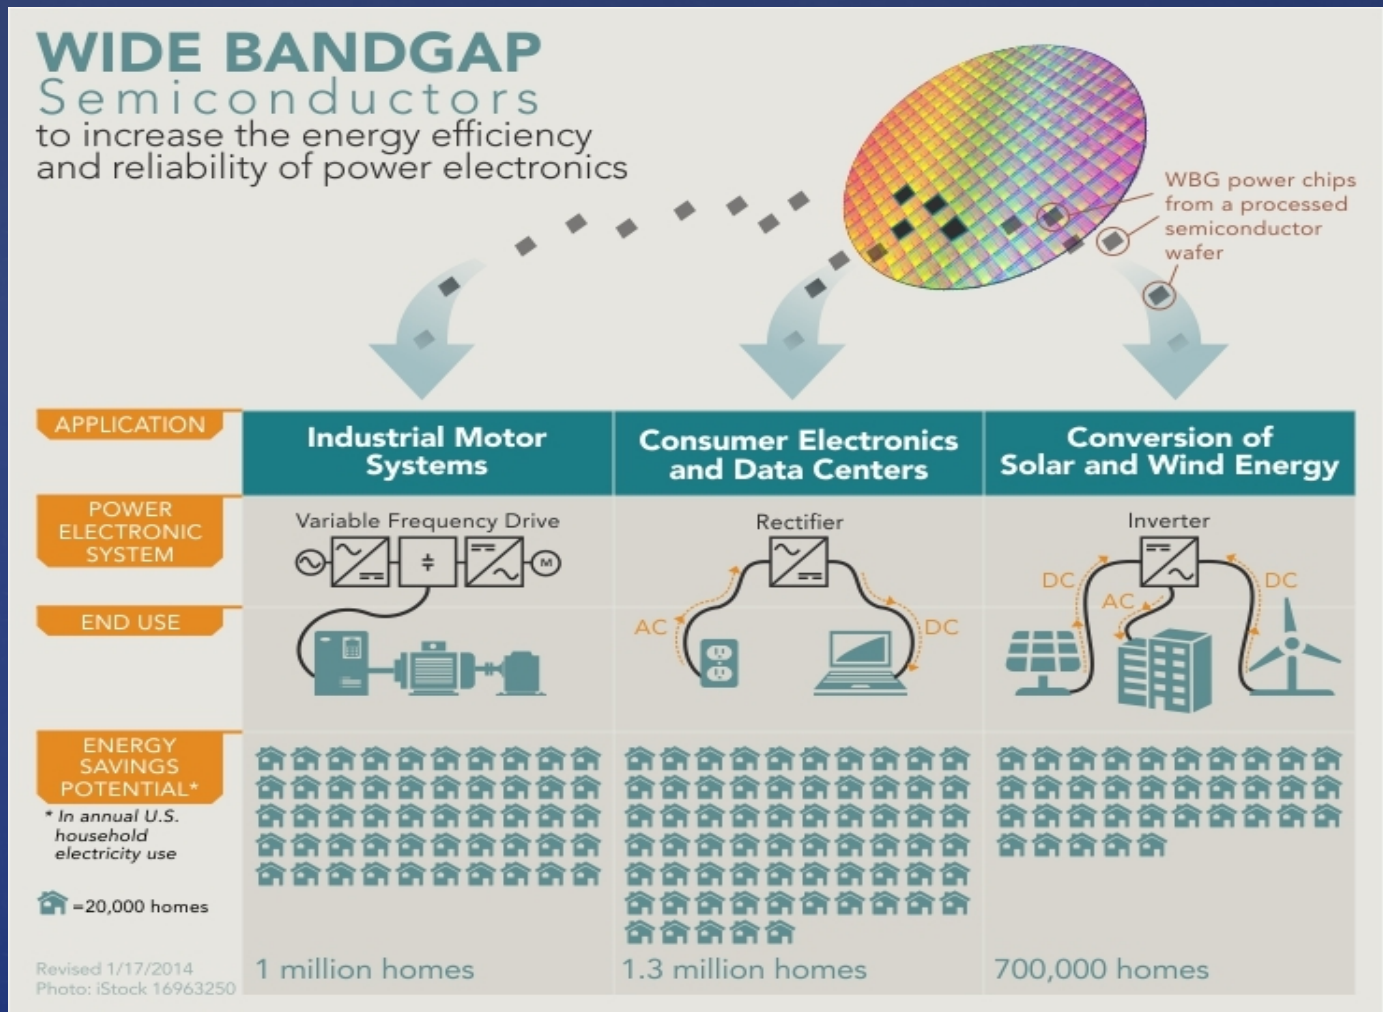 WIDE BANDGAP
Semiconductors
to increase the energy efficiency
and reliability of power electronics
WBG power chips
from a processed
semiconductor
wafer
APPLICATION
Industrial Motor
Systems
Consumer Electronics
and Data Centers
Conversion of
Solar and Wind Energy
POWER
ELECTRONIC
SYSTEM
Variable Frequency Drive
M
Rectifier
Inverter
END USE
AC
DC
DC
AC
DC
ENERGY
SAVINGS
POTENTIAL*
* In annual U.S.
household
electricity use
=20,000 homes
1 million homes
1.3 million homes
700,000 homes
Revised 1/17/2014
Photo: iStock 16963250